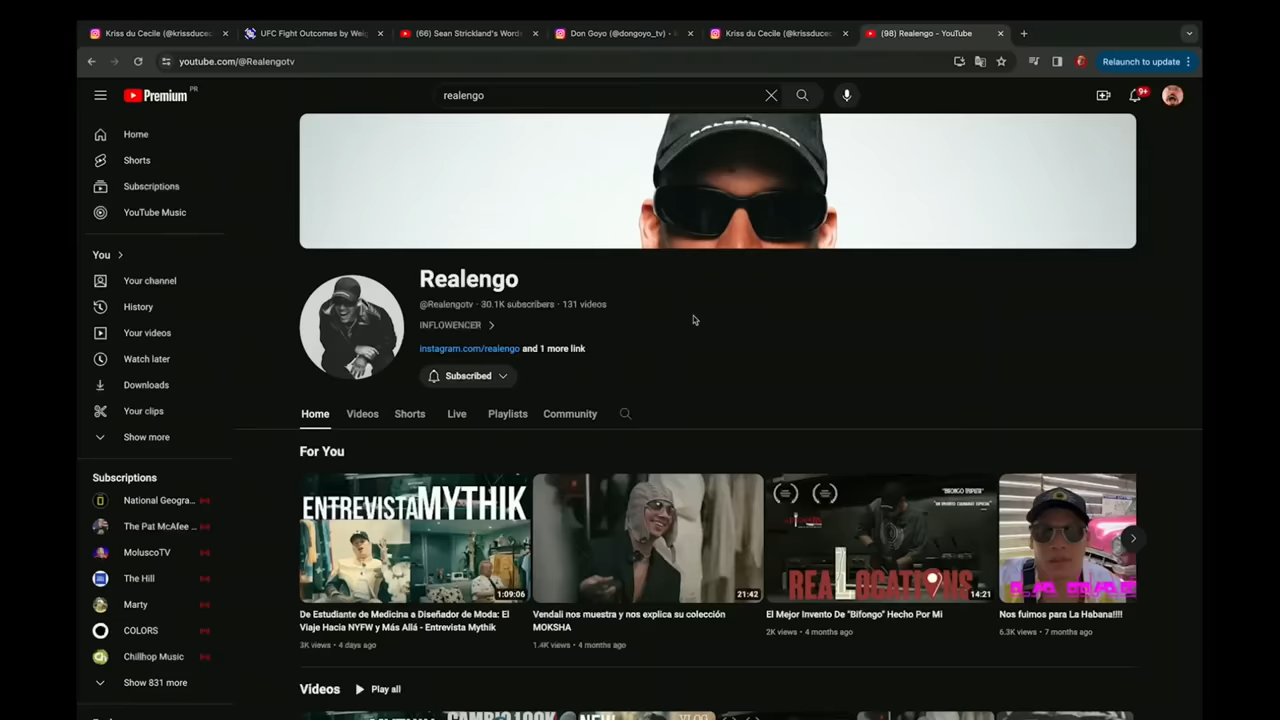 Kriss du Cecile (@krissducec
UFC Fight Outcomes by Weig
(66) Sean Strickland's Words
Don Goyo (@dongoyo_tv) •
Kriss du Cecile (@krissducec
(98) Realengo - YouTube
youtube.com/@Realengotv
Relaunch to update
Premium PR
realengo
9+
Home
Shorts
Subscriptions
YouTube Music
You
Your channel
History
Your videos
Watch later
Downloads
Your clips
Show more
Subscriptions
National Geogra...
The Pat McAfee ...
MoluscoTV
The Hill
Marty
COLORS
Chillhop Music
Show 831 more
Realengo
@Realengotv · 30.1K subscribers · 131 videos
INFLOWENCER
instagram.com/realengo and 1 more link
Subscribed
Home
Videos
Shorts
Live
Playlists
Community
For You
ENTREVISTA MYTHIK
1:09:06
De Estudiante de Medicina a Diseñador de Moda: El
Viaje Hacia NYFW y Más Allá - Entrevista Mythik
3K views • 4 days ago
21:42
Vendali nos muestra y nos explica su colección
MOKSHA
1.4K views • 4 months ago
REALOCATIONS
14:21
El Mejor Invento De "Bifongo" Hecho Por Mi
2K views • 4 months ago
Nos fuimos para La Habana!!!!
6.3K views • 7 months ago
Videos
Play all